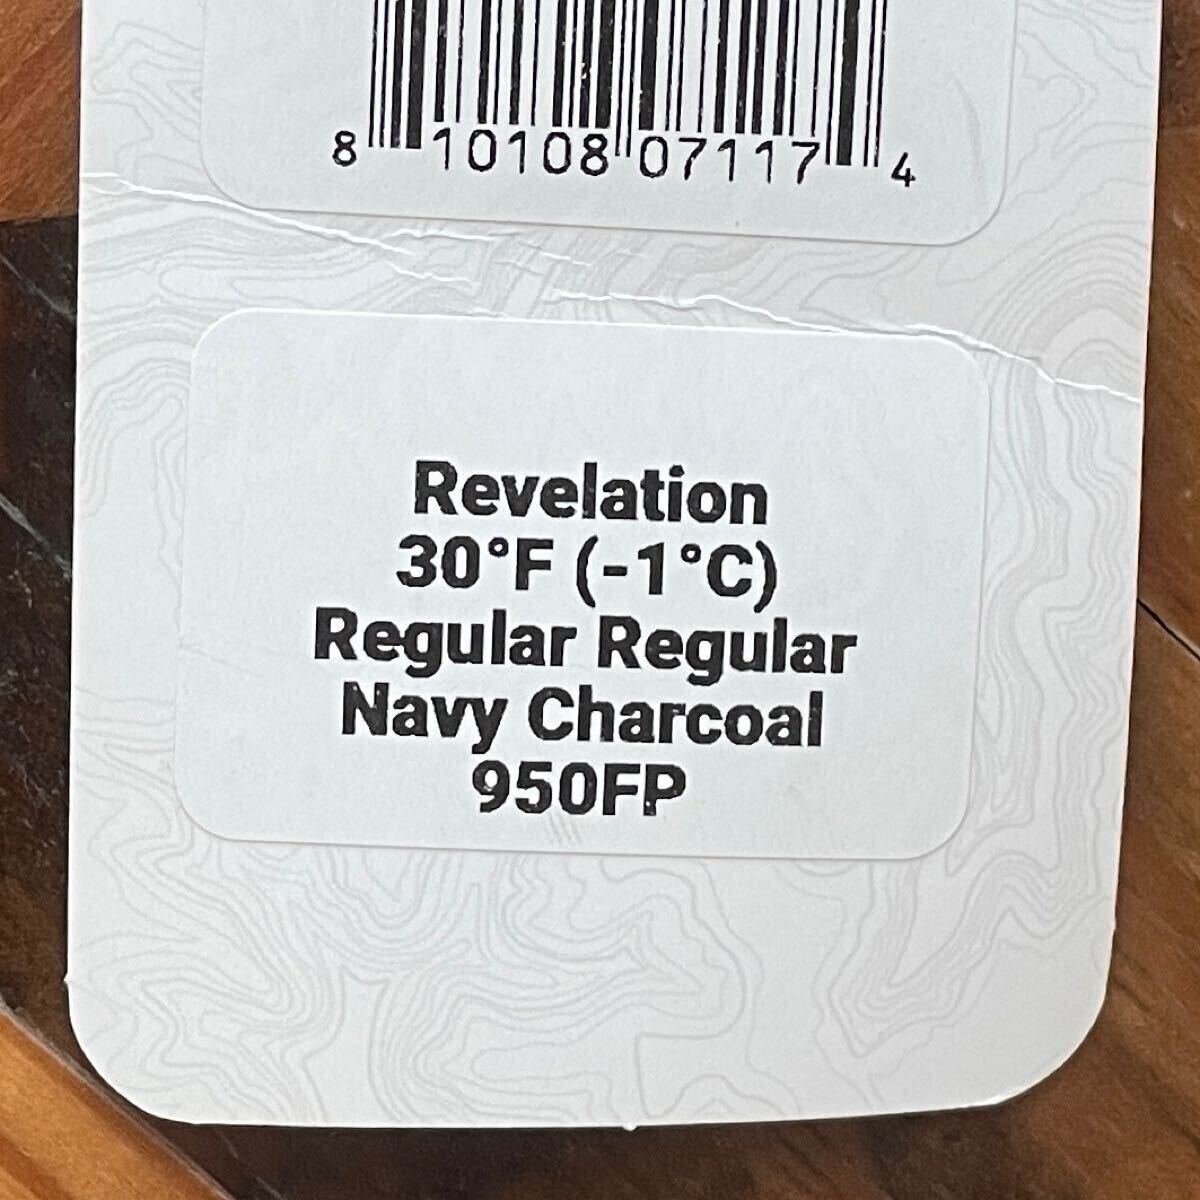 8 10108 07117 4
Revelation
30°F (-1°C)
Regular Regular
Navy Charcoal
950FP